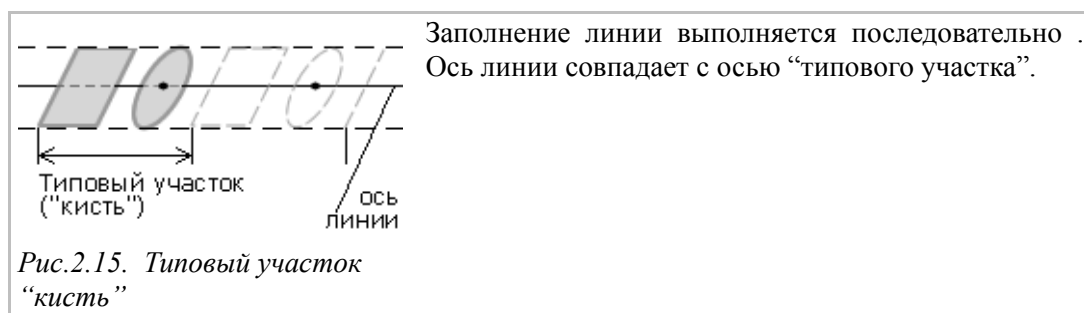 Заполнение линии выполняется последовательно .
Ось линии совпадает с осью “типового участка”.
Типовый участок
("кисть")
ось
линии
Рис.2.15. Типовый участок
“кисть”